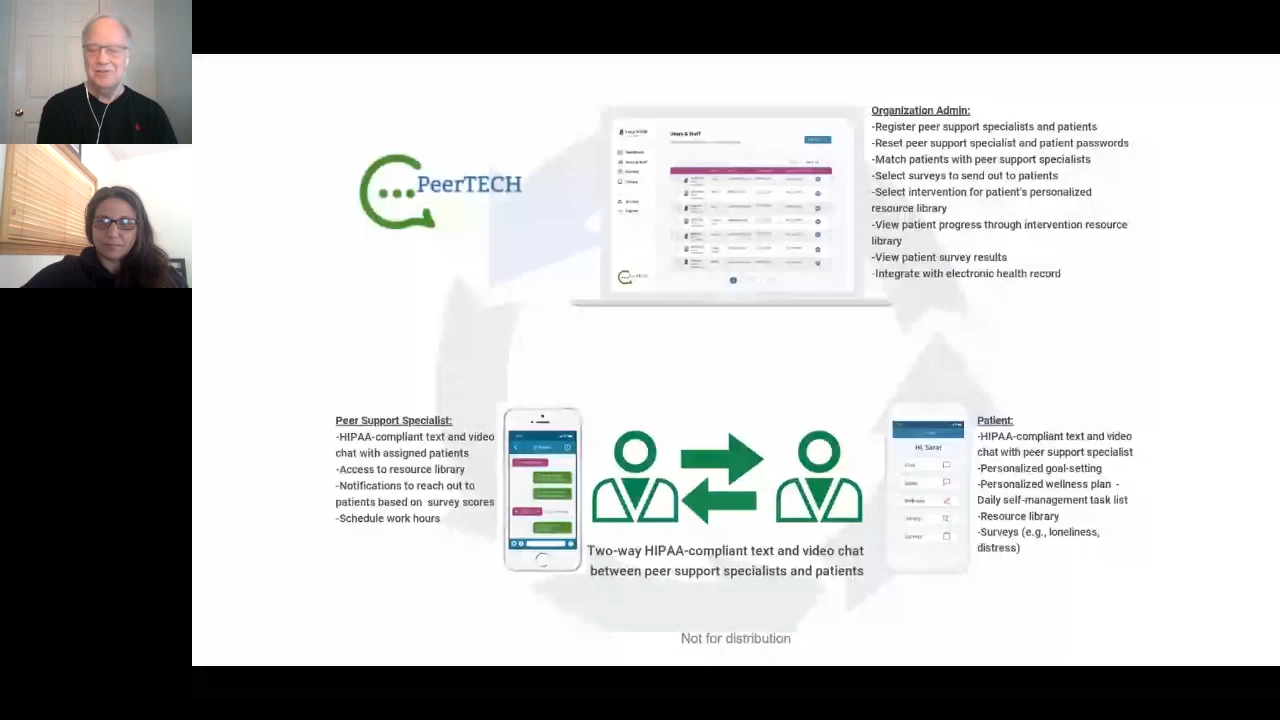 PeerTECH
Users & Staff
Organization Admin:
-Register peer support specialists and patients
-Reset peer support specialist and patient passwords
-Match patients with peer support specialists
-Select surveys to send out to patients
-Select intervention for patient's personalized
resource library
-View patient progress through intervention resource
library
-View patient survey results
-Integrate with electronic health record
Peer Support Specialist:
-HIPAA-compliant text and video
chat with assigned patients
-Access to resource library
-Notifications to reach out to
patients based on survey scores
-Schedule work hours
Two-way HIPAA-compliant text and video chat
between peer support specialists and patients
Hi, Sara!
Patient:
-HIPAA-compliant text and video
chat with peer support specialist
-Personalized goal-setting
-Personalized wellness plan -
Daily self-management task list
-Resource library
-Surveys (e.g., loneliness,
distress)
Not for distribution